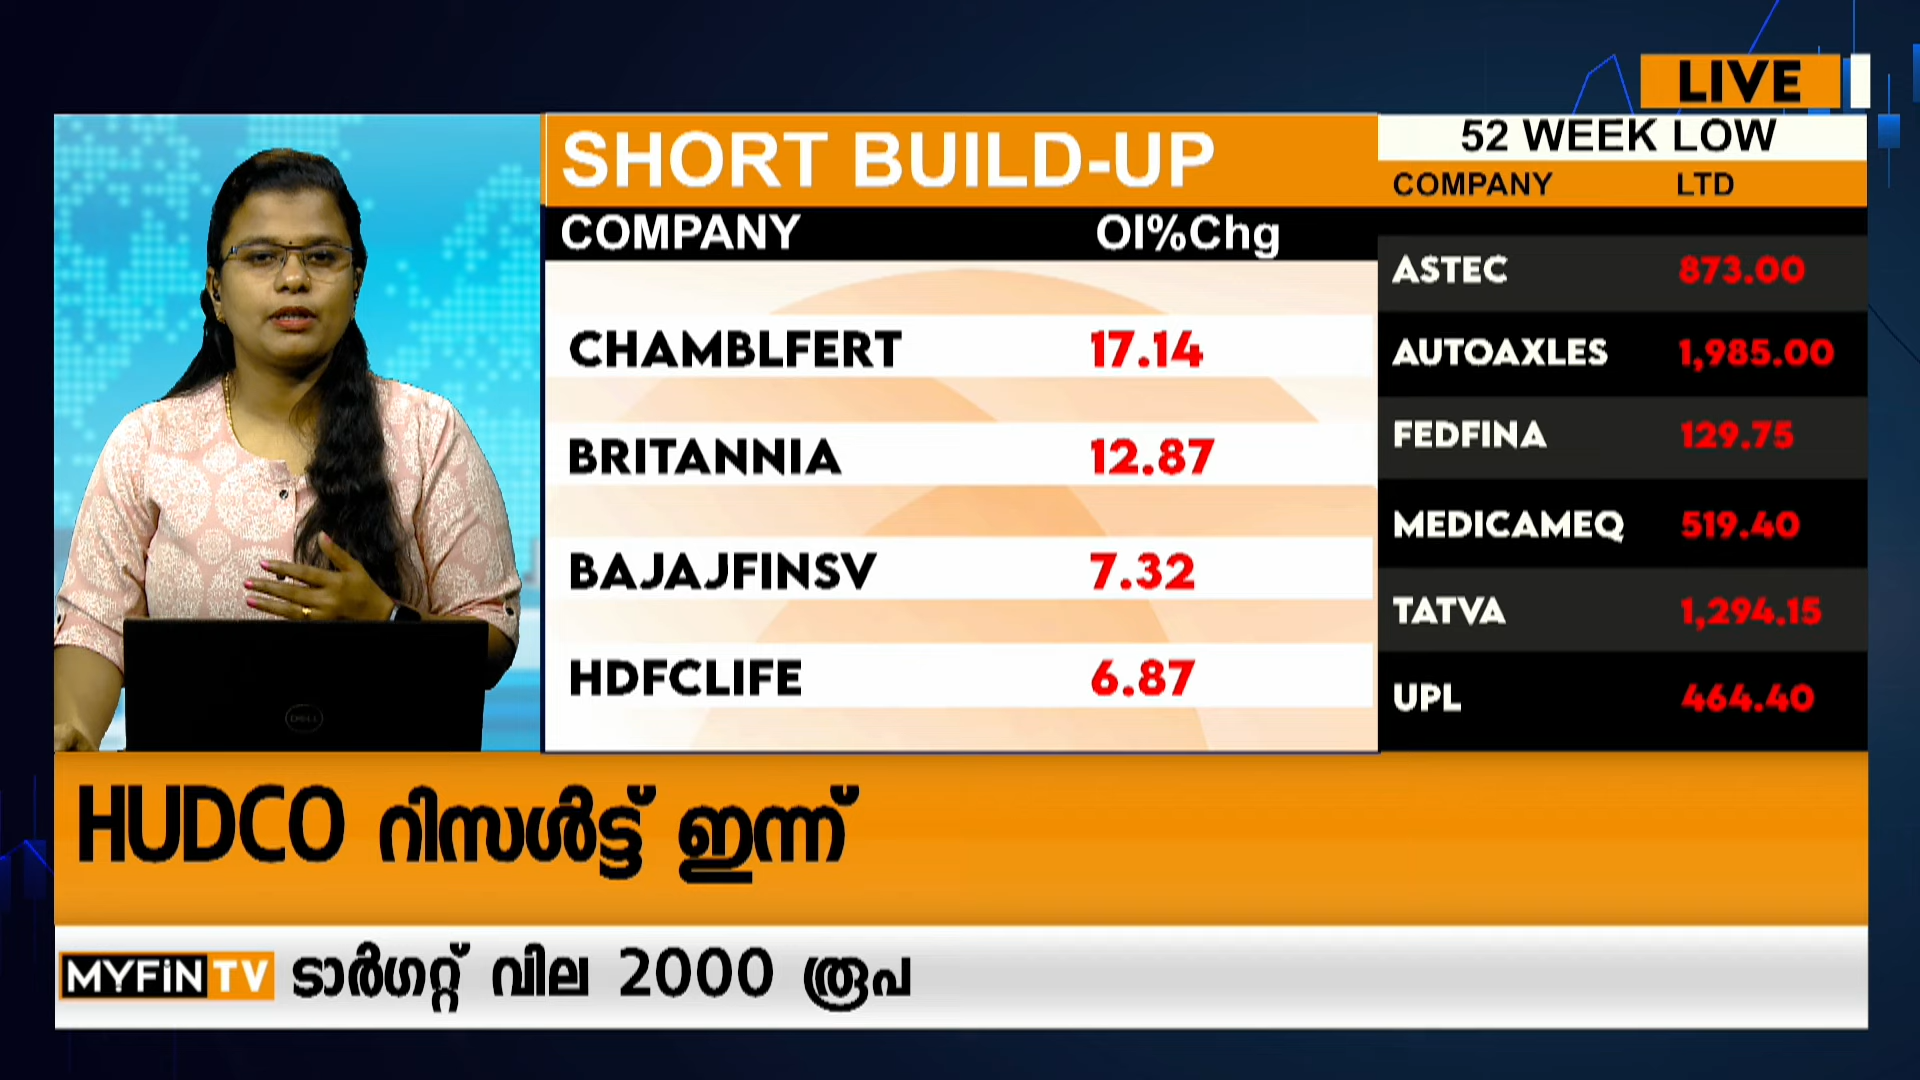 LIVE
SHORT BUILD-UP
COMPANY OI%Chg
CHAMBLFERT 17.14
BRITANNIA 12.87
BAJAJFINSV 7.32
HDFCLIFE 6.87
52 WEEK LOW
COMPANY LTD
ASTEC 873.00
AUTOAXLES 1,985.00
FEDFINA 129.75
MEDICAMEQ 519.40
TATVA 1,294.15
UPL 464.40
DELL
HUDCO റിസൾട്ട് ഇന്ന്
MYFiN TV ടാർഗറ്റ് വില 2000 രൂപ